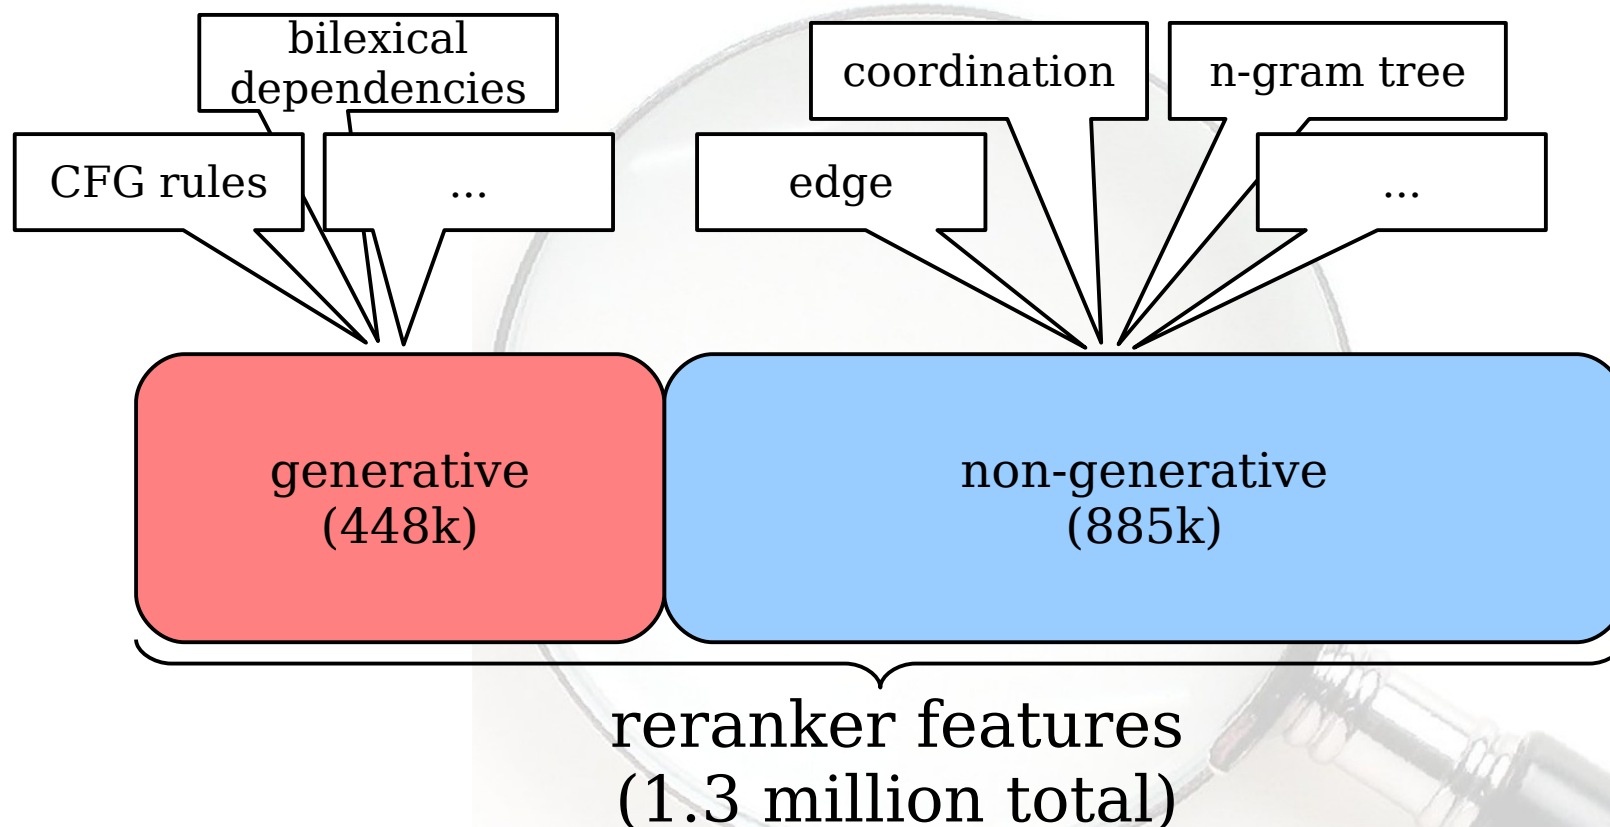 bilexical
dependencies
coordination
n-gram tree
CFG rules
...
edge
...
generative
(448k)
non-generative
(885k)
reranker features
(1.3 million total)